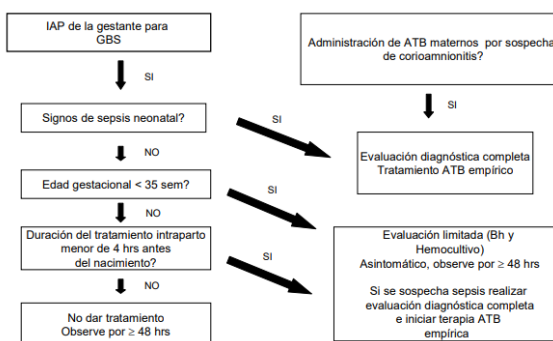 IAP de la gestante para
GBS
Administración de ATB maternos por sospecha
de corioamnionitis?
SI
SI
Signos de sepsis neonatal?
SI
NO
Evaluación diagnóstica completa
Tratamiento ATB empírico
Edad gestacional < 35 sem?
SI
NO
Duración del tratamiento intraparto
menor de 4 hrs antes
del nacimiento?
SI
Evaluación limitada (Bh y
Hemocultivo)
Asintomático, observe por ≥ 48 hrs
Si se sospecha sepsis realizar
evaluación diagnóstica completa
e iniciar terapia ATB
empírica
NO
No dar tratamiento
Observe por ≥ 48 hrs